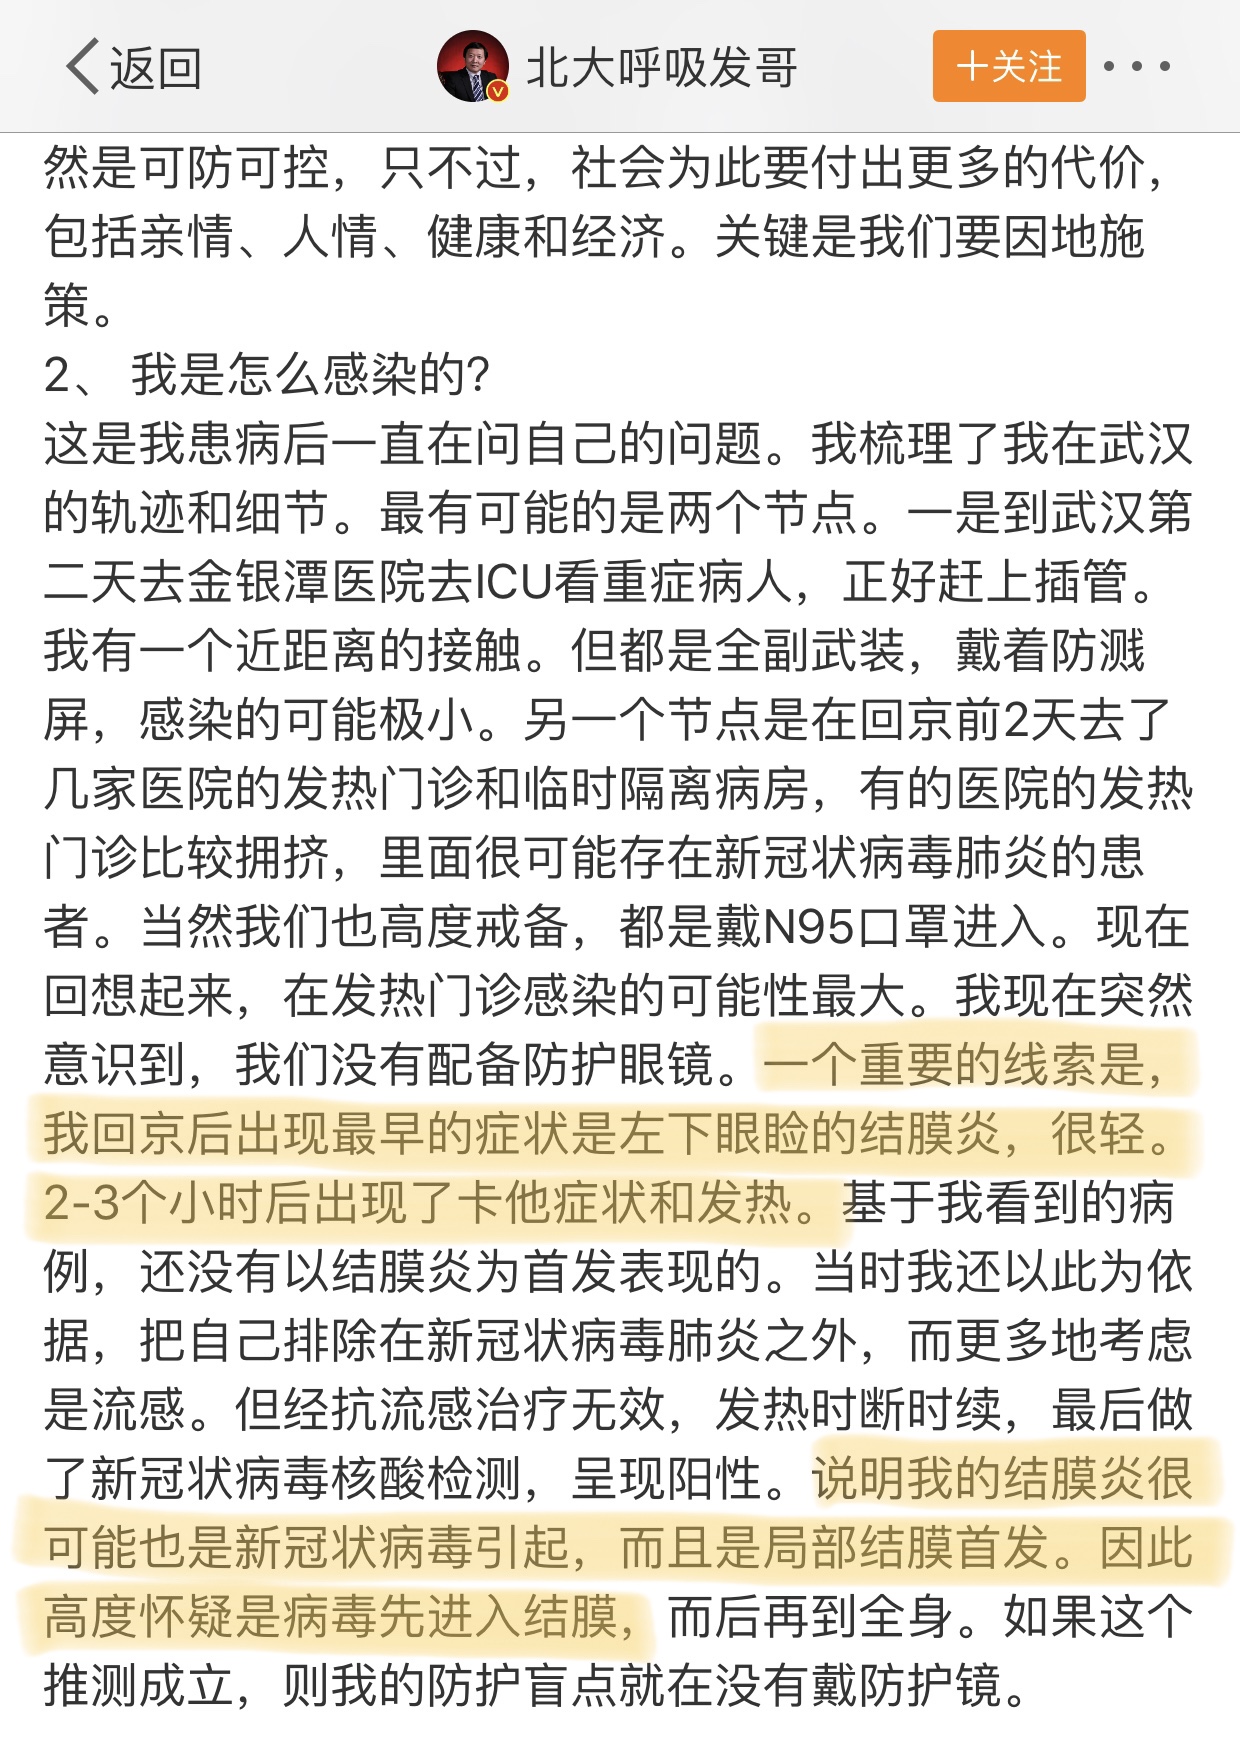 返回
北大呼吸发哥
十关注
然是可防可控，只不过，社会为此要付出更多的代价，
包括亲情、人情、健康和经济。关键是我们要因地施
策。
2、 我是怎么感染的?
这是我患病后一直在问自己的问题。我梳理了我在武汉
的轨迹和细节。最有可能的是两个节点。一是到武汉第
二天去金银潭医院去ICU看重症病人，正好赶上插管。
我有一个近距离的接触。但都是全副武装，戴着防溅
屏，感染的可能极小。另一个节点是在回京前2天去了
几家医院的发热门诊和临时隔离病房，有的医院的发热
门诊比较拥挤，里面很可能存在新冠状病毒肺炎的患
者。当然我们也高度戒备，都是戴N95口罩进入。现在
回想起来，在发热门诊感染的可能性最大。我现在突然
意识到，我们没有配备防护眼镜。一个重要的线索是，
我回京后出现最早的症状是左下眼睑的结膜炎，很轻。
2-3个小时后出现了卡他症状和发热。基于我看到的病
例，还没有以结膜炎为首发表现的。当时我还以此为依
据，把自己排除在新冠状病毒肺炎之外，而更多地考虑
是流感。但经抗流感治疗无效，发热时断时续，最后做
了新冠状病毒核酸检测，呈现阳性。说明我的结膜炎很
可能也是新冠状病毒引起，而且是局部结膜首发。因此
高度怀疑是病毒先进入结膜，而后再到全身。如果这个
推测成立，则我的防护盲点就在没有戴防护镜。